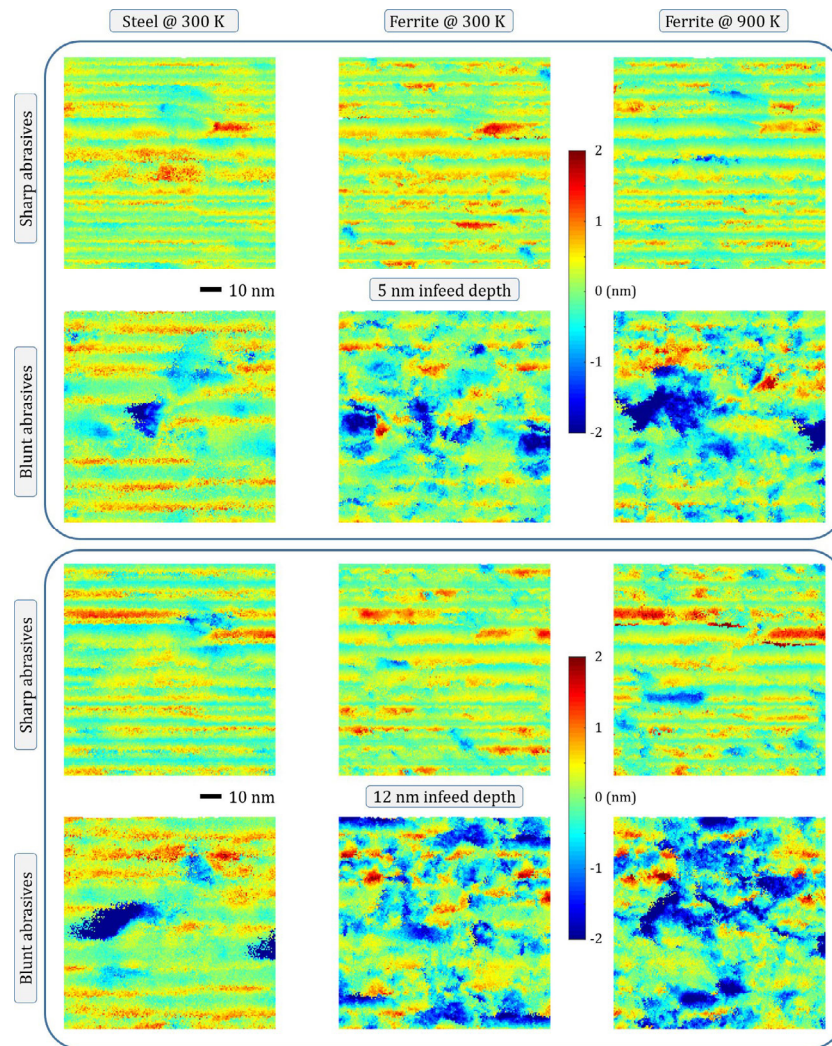 Steel @ 300 K
Ferrite @ 300 K
Ferrite @ 900 K
Sharp abrasives
2
1
0 (nm)
-1
-2
10 nm
5 nm infeed depth
Blunt abrasives
Sharp abrasives
2
1
0 (nm)
-1
-2
10 nm
12 nm infeed depth
Blunt abrasives